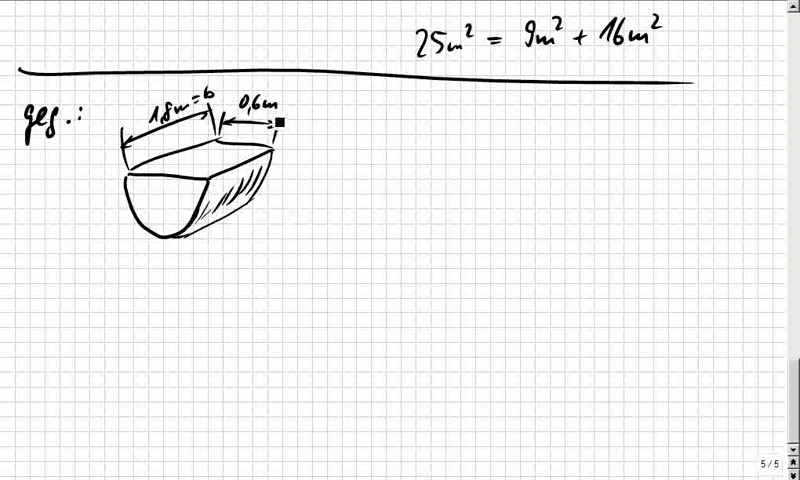 25m² = 9m² + 16m²
geg.:
1,8m=b
0,6m
5/5